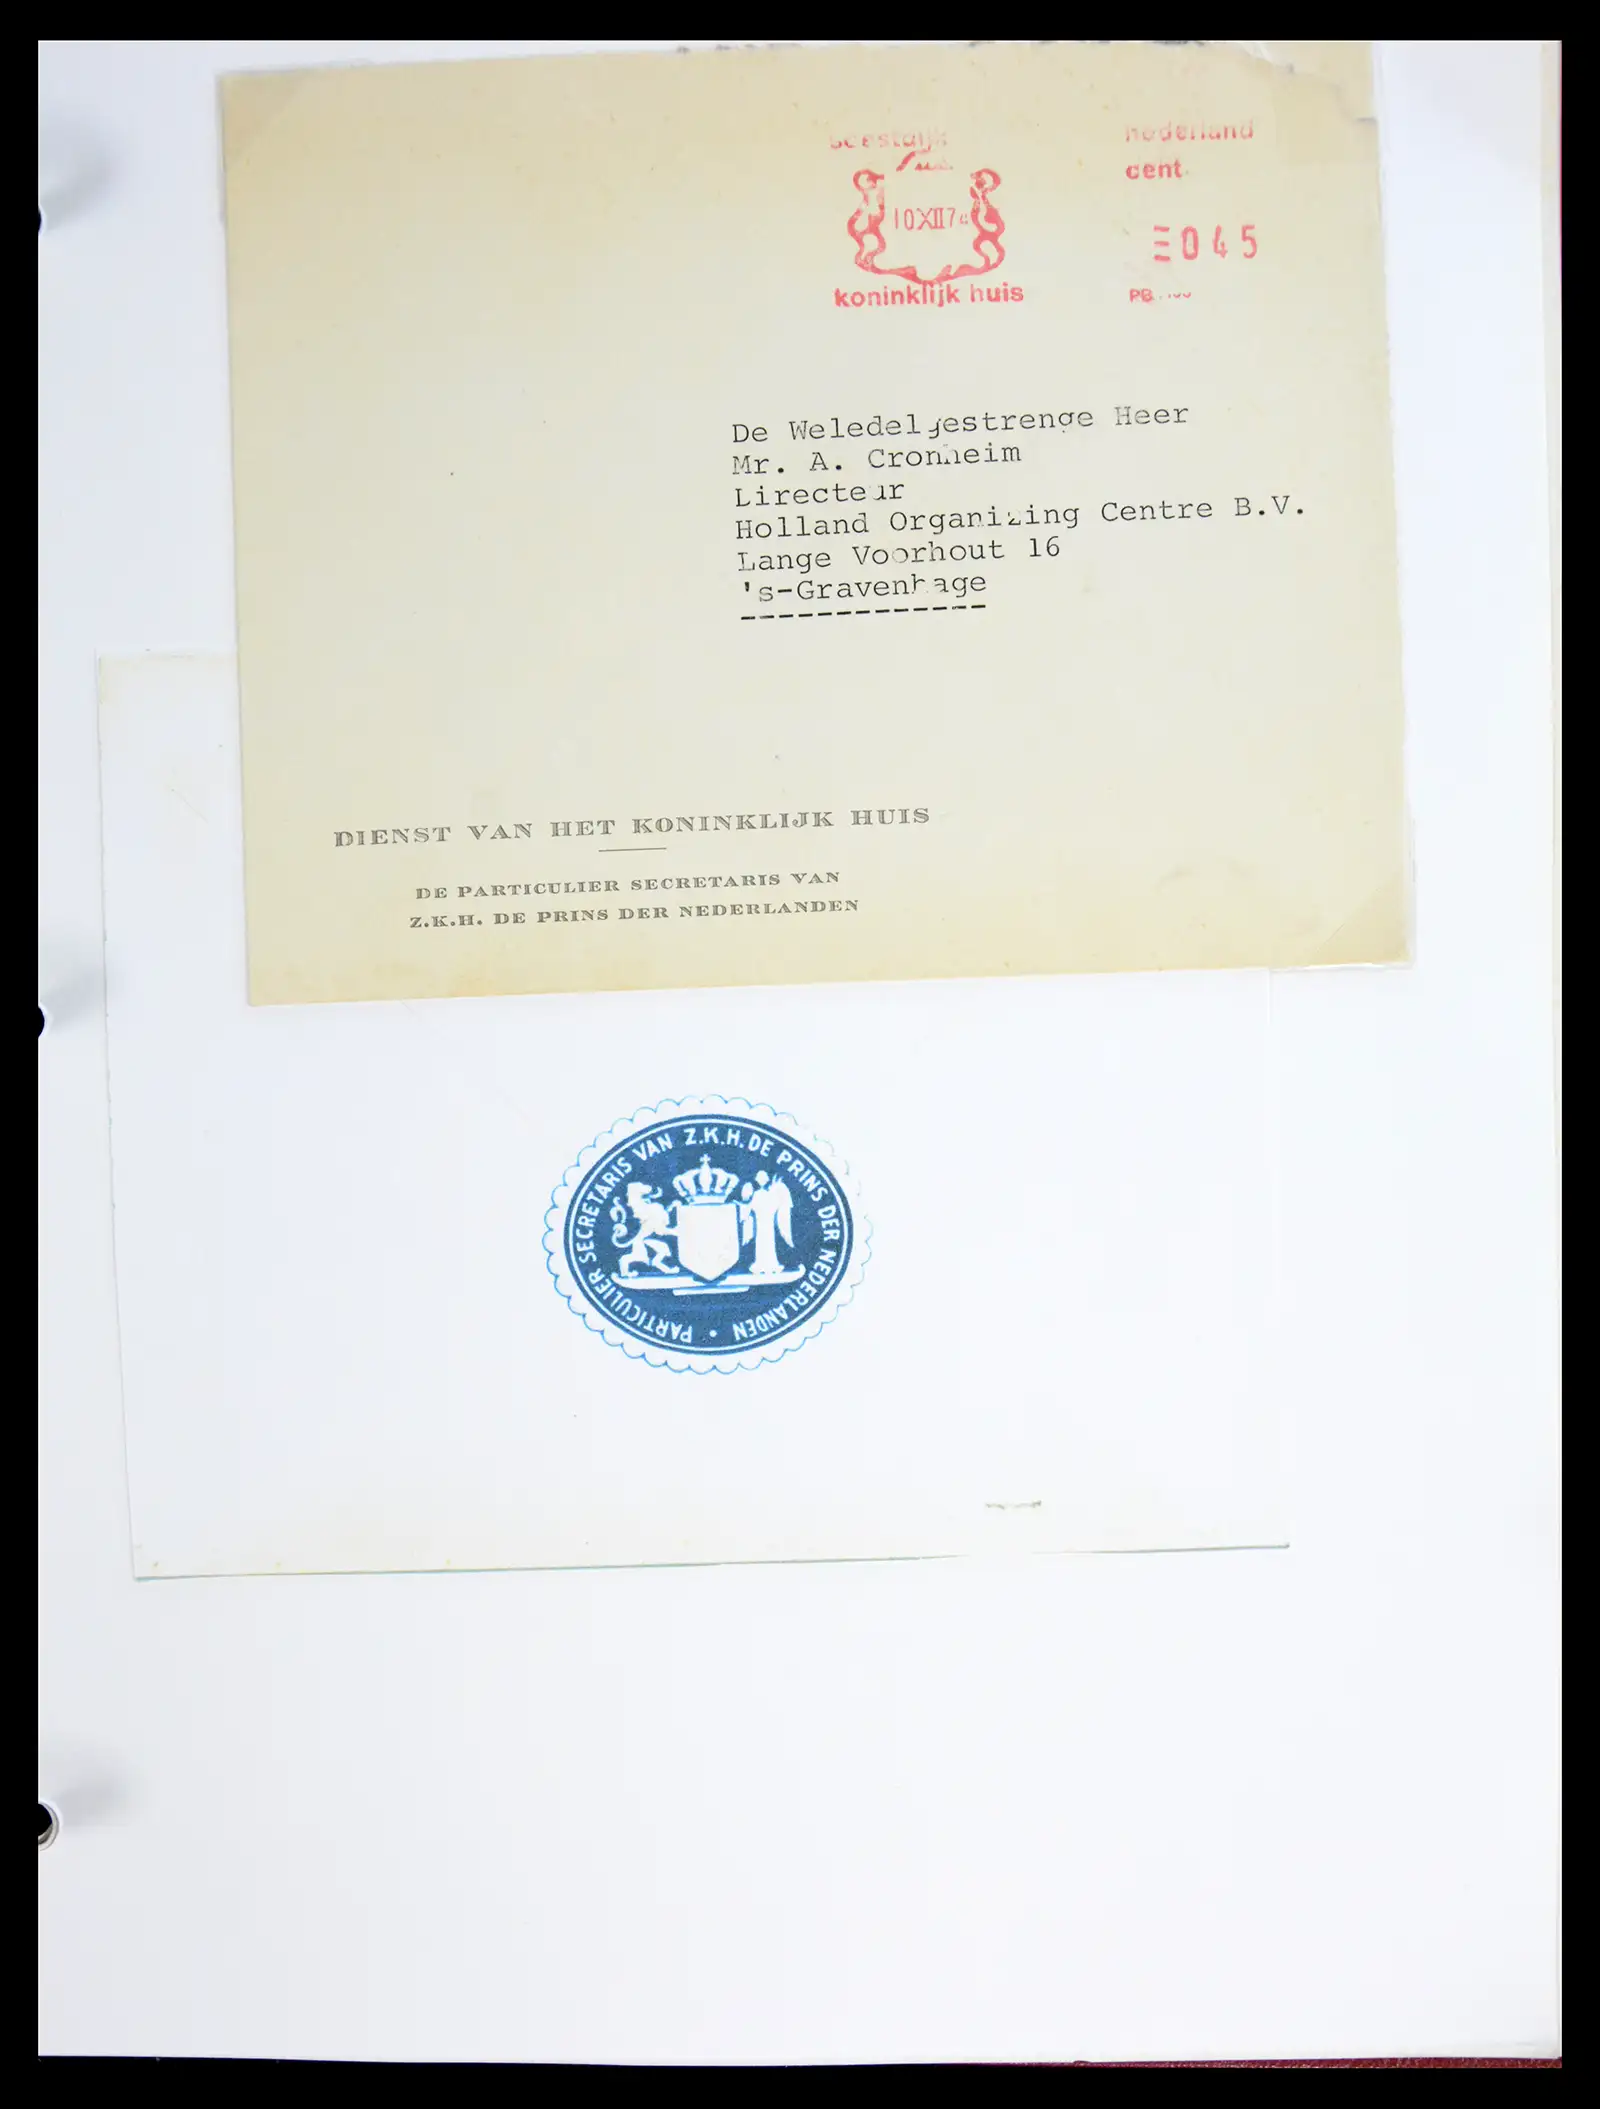 nederland
cent
10 XII 7
045
koninklijk huis
PB
De Weledelgestrenge Heer
Mr. A. Cronheim
Directeur
Holland Organizing Centre B.V.
Lange Voorhout 16
's-Gravenhage
DIENST VAN HET KONINKLIJK HUIS
DE PARTICULIER SECRETARIS VAN
Z.K.H. DE PRINS DER NEDERLANDEN
PARTICULIER SECRETARIS VAN Z.K.H. DE PRINS DER NEDERLANDEN